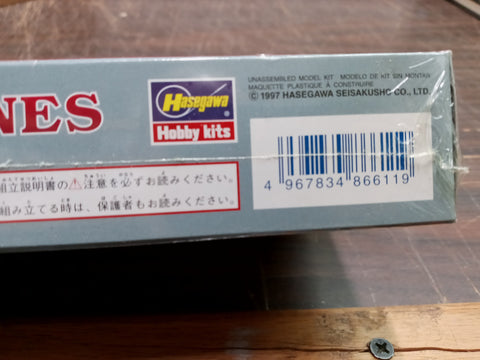 NES
Hasegawa
Hobby kits
UNASSEMBLED MODEL KIT MODELO DE KIT SIN MONTAR
MAQUETTE PLASTIQUE À CONSTRUIRE
© 1997 HASEGAWA SEISAKUSHO CO., LTD.
組立説明書の⚠注意を必ずお読みください。
組み立てる時は、保護者もお読みください。
4 967834 866119